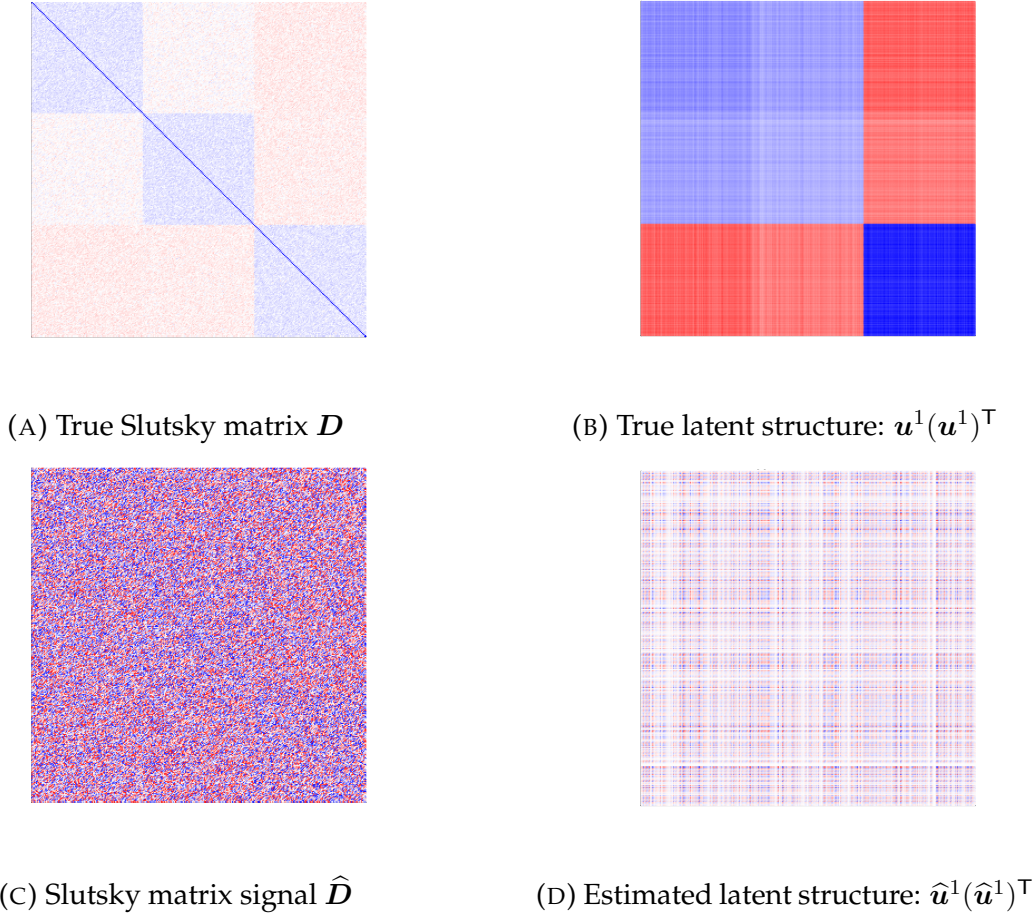 (A) True Slutsky matrix D
(B) True latent structure: u¹(u¹)ᵀ
(C) Slutsky matrix signal D̂
(D) Estimated latent structure: û¹(û¹)ᵀ